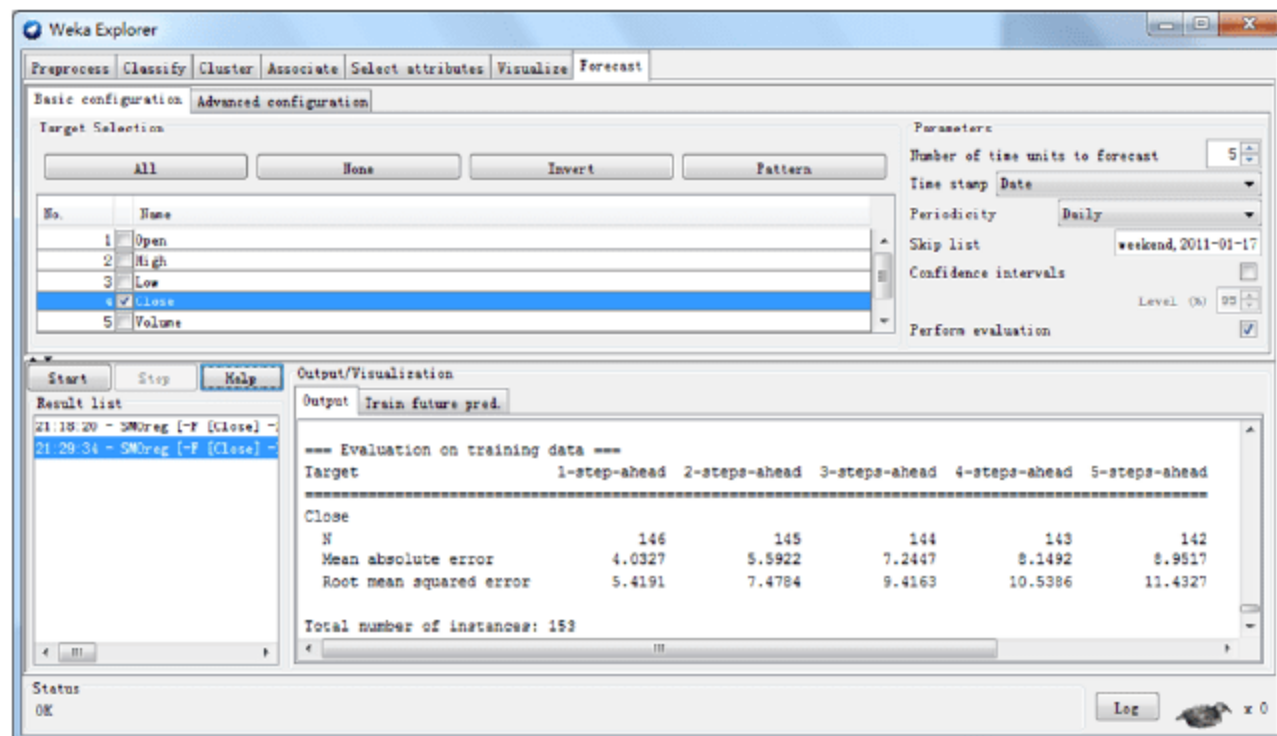 Weka Explorer
Preprocess Classify Cluster Associate Select attributes Visualize Forecast
Basic configuration Advanced configuration
Target Selection
All None Invert Pattern
No. Name
1 Open
2 High
3 Low
4 Close
5 Volume
Parameters
Number of time units to forecast 5
Time stamp Date
Periodicity Daily
Skip list weekend, 2011-01-17
Confidence intervals
Level (%) 95
Perform evaluation
Start Stop Help
Result list
21:18:20 - SMOreg [-F [Close] -
21:29:34 - SMOreg [-F [Close] -
Output/Visualization
Output Train future pred.
=== Evaluation on training data ===
Target 1-step-ahead 2-steps-ahead 3-steps-ahead 4-steps-ahead 5-steps-ahead
Close
N 146 145 144 143 142
Mean absolute error 4.0327 5.5922 7.2447 8.1492 8.9517
Root mean squared error 5.4191 7.4784 9.4163 10.5386 11.4327
Total number of instances: 153
Status
OK
Log x 0